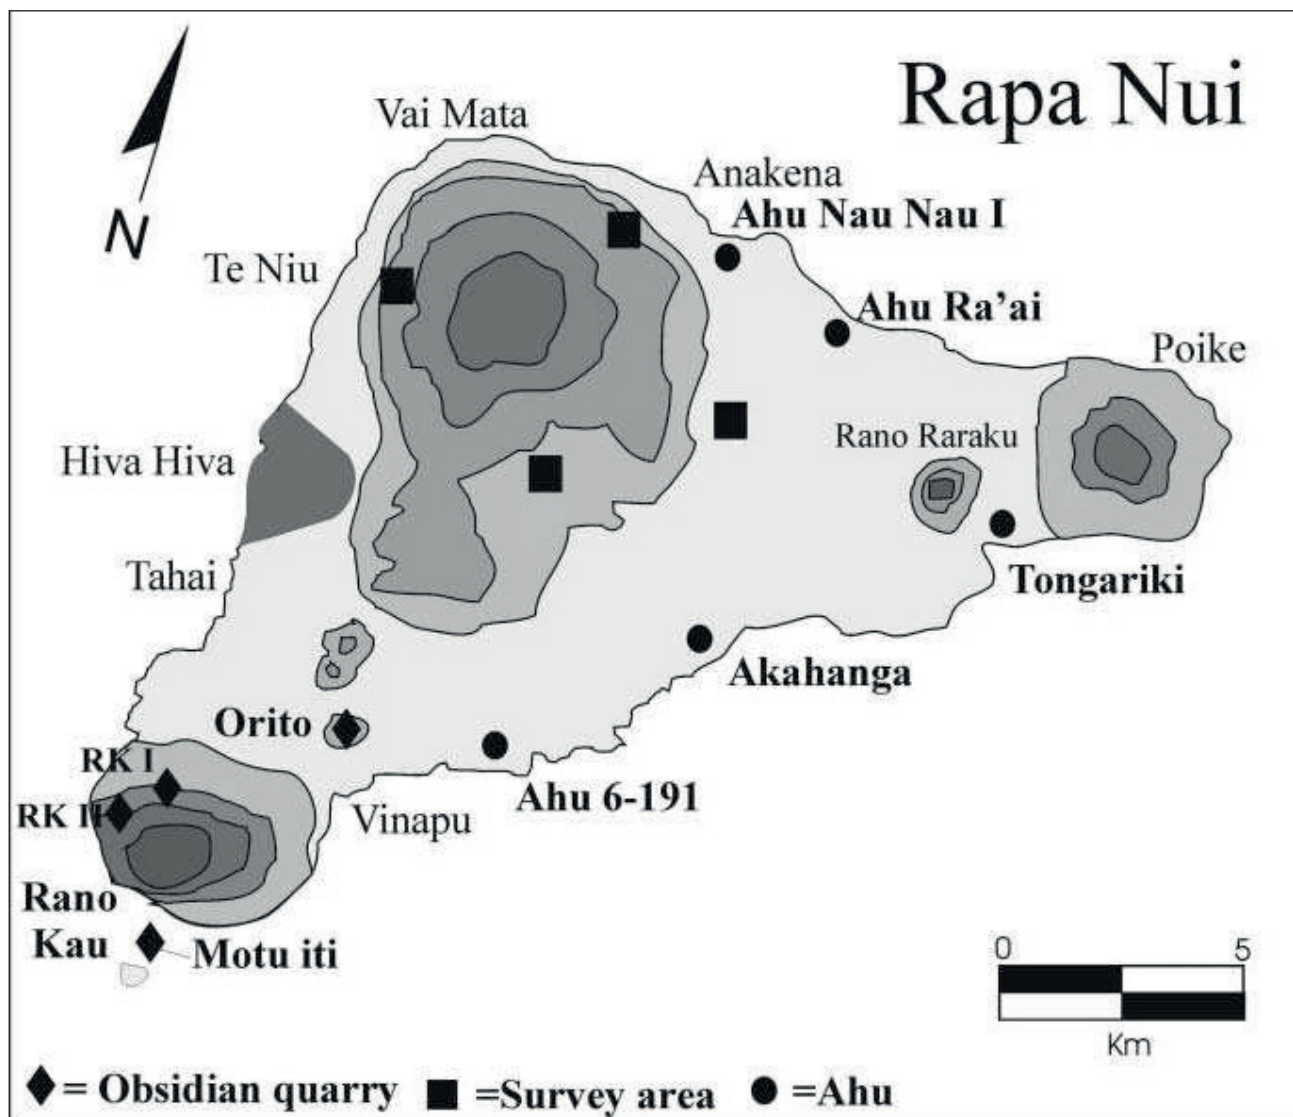 Rapa Nui
Vai Mata
Anakena
Ahu Nau Nau I
N
Te Niu
Ahu Ra'ai
Poike
Rano Raraku
Hiva Hiva
Tahai
Tongariki
Akahanga
Orito
RK I
RK II
Ahu 6-191
Vinapu
Rano
Kau
Motu iti
0 5
Km
= Obsidian quarry =Survey area =Ahu